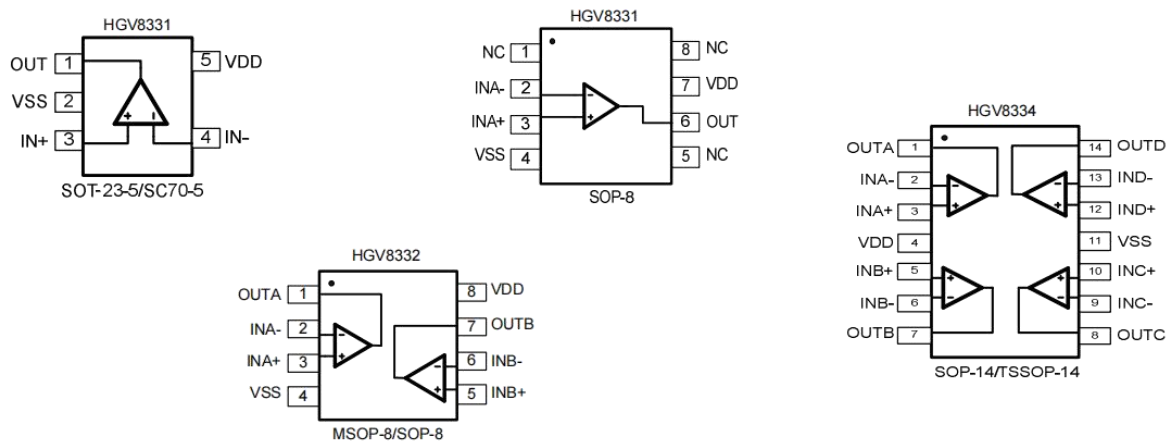 HGV8331
OUT 1 5 VDD
VSS 2
IN+ 3 4 IN-
+ -
SOT-23-5/SC70-5
HGV8331
NC 1 8 NC
INA- 2 - 7 VDD
INA+ 3 + 6 OUT
VSS 4 5 NC
SOP-8
HGV8332
OUTA 1 8 VDD
INA- 2 - 7 OUTB
INA+ 3 + - 6 INB-
VSS 4 + 5 INB+
MSOP-8/SOP-8
HGV8334
OUTA 1 14 OUTD
INA- 2 - - 13 IND-
INA+ 3 + + 12 IND+
VDD 4 11 VSS
INB+ 5 + + 10 INC+
INB- 6 - - 9 INC-
OUTB 7 8 OUTC
SOP-14/TSSOP-14